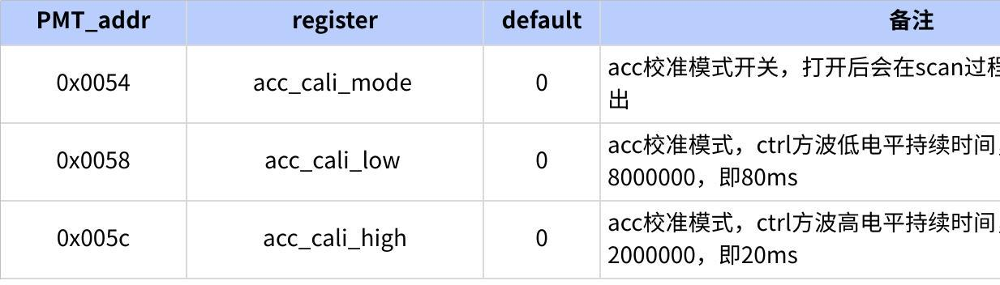 PMT_addr register default 备注
0x0054 acc_cali_mode 0 acc校准模式开关，打开后会在scan过程
出
0x0058 acc_cali_low 0 acc校准模式，ctrl方波低电平持续时间，
8000000，即80ms
0x005c acc_cali_high 0 acc校准模式，ctrl方波高电平持续时间，
2000000，即20ms